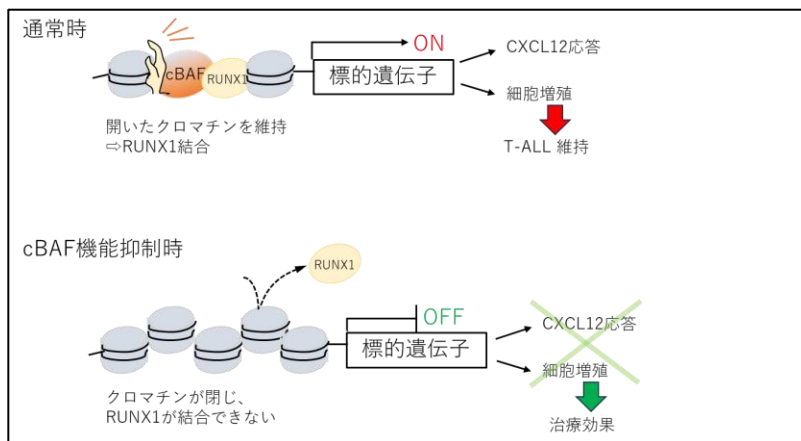 通常時
cBAF
RUNX1
ON
標的遺伝子
CXCL12応答
細胞増殖
T-ALL 維持
開いたクロマチンを維持
⇨RUNX1結合
cBAF機能抑制時
RUNX1
OFF
標的遺伝子
CXCL12応答
細胞増殖
治療効果
クロマチンが閉じ、
RUNX1が結合できない